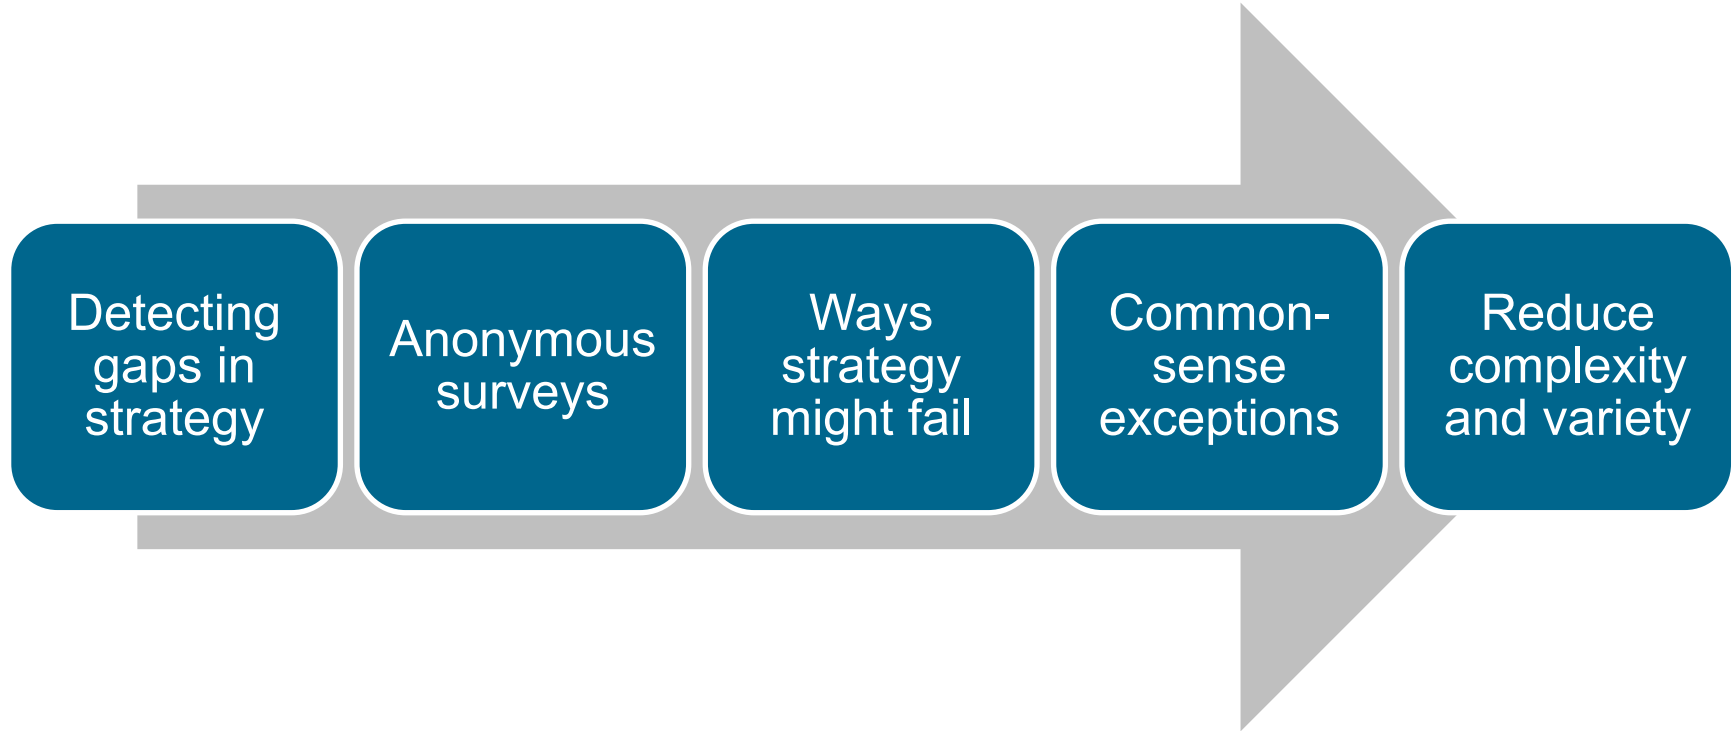 Detecting
gaps in
strategy
Anonymous
surveys
Ways
strategy
might fail
Common-
sense
exceptions
Reduce
complexity
and variety